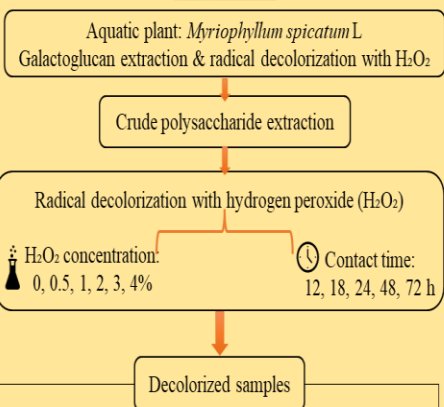 Aquatic plant: Myriophyllum spicatum L
Galactoglucan extraction & radical decolorization with H₂O₂
Crude polysaccharide extraction
Radical decolorization with hydrogen peroxide (H₂O₂)
H₂O₂ concentration:
0, 0.5, 1, 2, 3, 4%
Contact time:
12, 18, 24, 48, 72 h
Decolorized samples